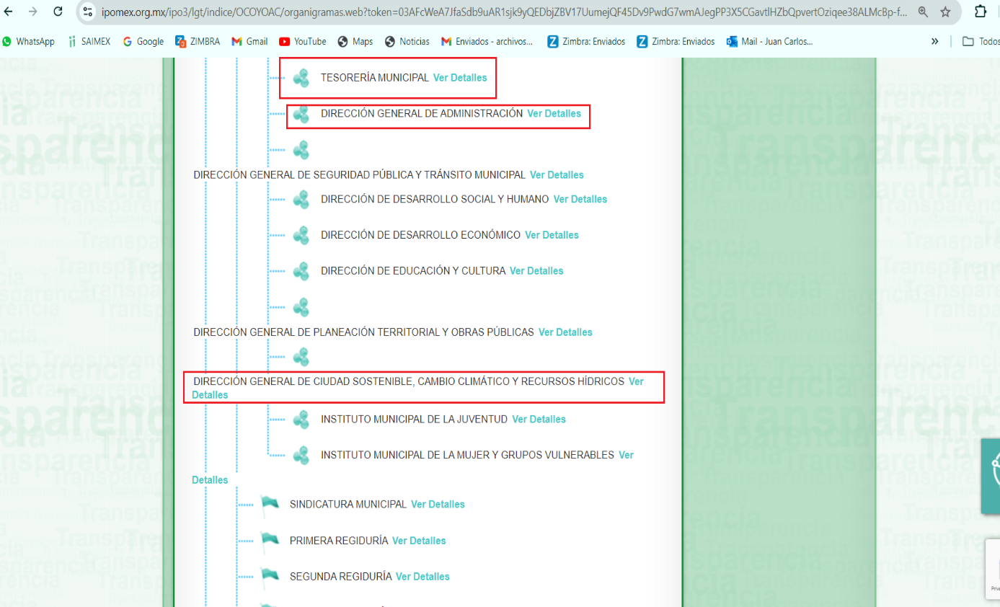 ipomex.org.mx/ipo3/lgt/indice/OCOYOAC/organigramas.web?token=03AFcWeA7JfaSdb9uAR1sjk9yQEDbjZBV17UumejQF45Dv9PwdG7wmAJegPP3X5CGavtlHZbQpvertOziqee38ALMcBp-f...
WhatsApp SAIMEX Google ZIMBRA Gmail YouTube Maps Noticias Enviados - archivos... Zimbra: Enviados Zimbra: Enviados Mail - Juan Carlos... » Todos
TESORERÍA MUNICIPAL Ver Detalles
DIRECCIÓN GENERAL DE ADMINISTRACIÓN Ver Detalles
DIRECCIÓN GENERAL DE SEGURIDAD PÚBLICA Y TRÁNSITO MUNICIPAL Ver Detalles
DIRECCIÓN DE DESARROLLO SOCIAL Y HUMANO Ver Detalles
DIRECCIÓN DE DESARROLLO ECONÓMICO Ver Detalles
DIRECCIÓN DE EDUCACIÓN Y CULTURA Ver Detalles
DIRECCIÓN GENERAL DE PLANEACIÓN TERRITORIAL Y OBRAS PÚBLICAS Ver Detalles
DIRECCIÓN GENERAL DE CIUDAD SOSTENIBLE, CAMBIO CLIMÁTICO Y RECURSOS HÍDRICOS Ver
Detalles
INSTITUTO MUNICIPAL DE LA JUVENTUD Ver Detalles
INSTITUTO MUNICIPAL DE LA MUJER Y GRUPOS VULNERABLES Ver
Detalles
SINDICATURA MUNICIPAL Ver Detalles
PRIMERA REGIDURÍA Ver Detalles
SEGUNDA REGIDURÍA Ver Detalles